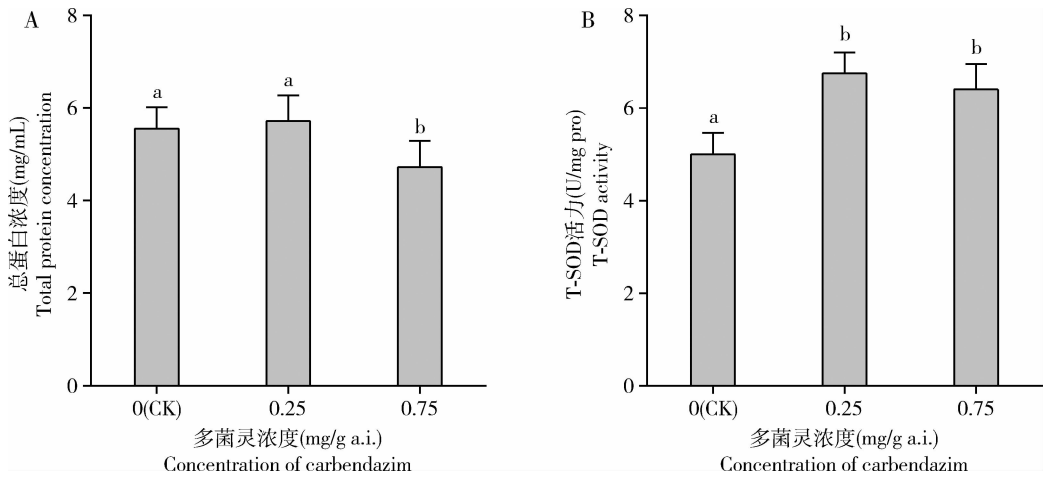 A
总蛋白浓度(mg/mL)
Total protein concentration
8
6
4
2
0
a
a
b
0(CK)
0.25
0.75
多菌灵浓度(mg/g a.i.)
Concentration of carbendazim
B
T-SOD活力(U/mg pro)
T-SOD activity
8
6
4
2
0
a
b
b
0(CK)
0.25
0.75
多菌灵浓度(mg/g a.i.)
Concentration of carbendazim